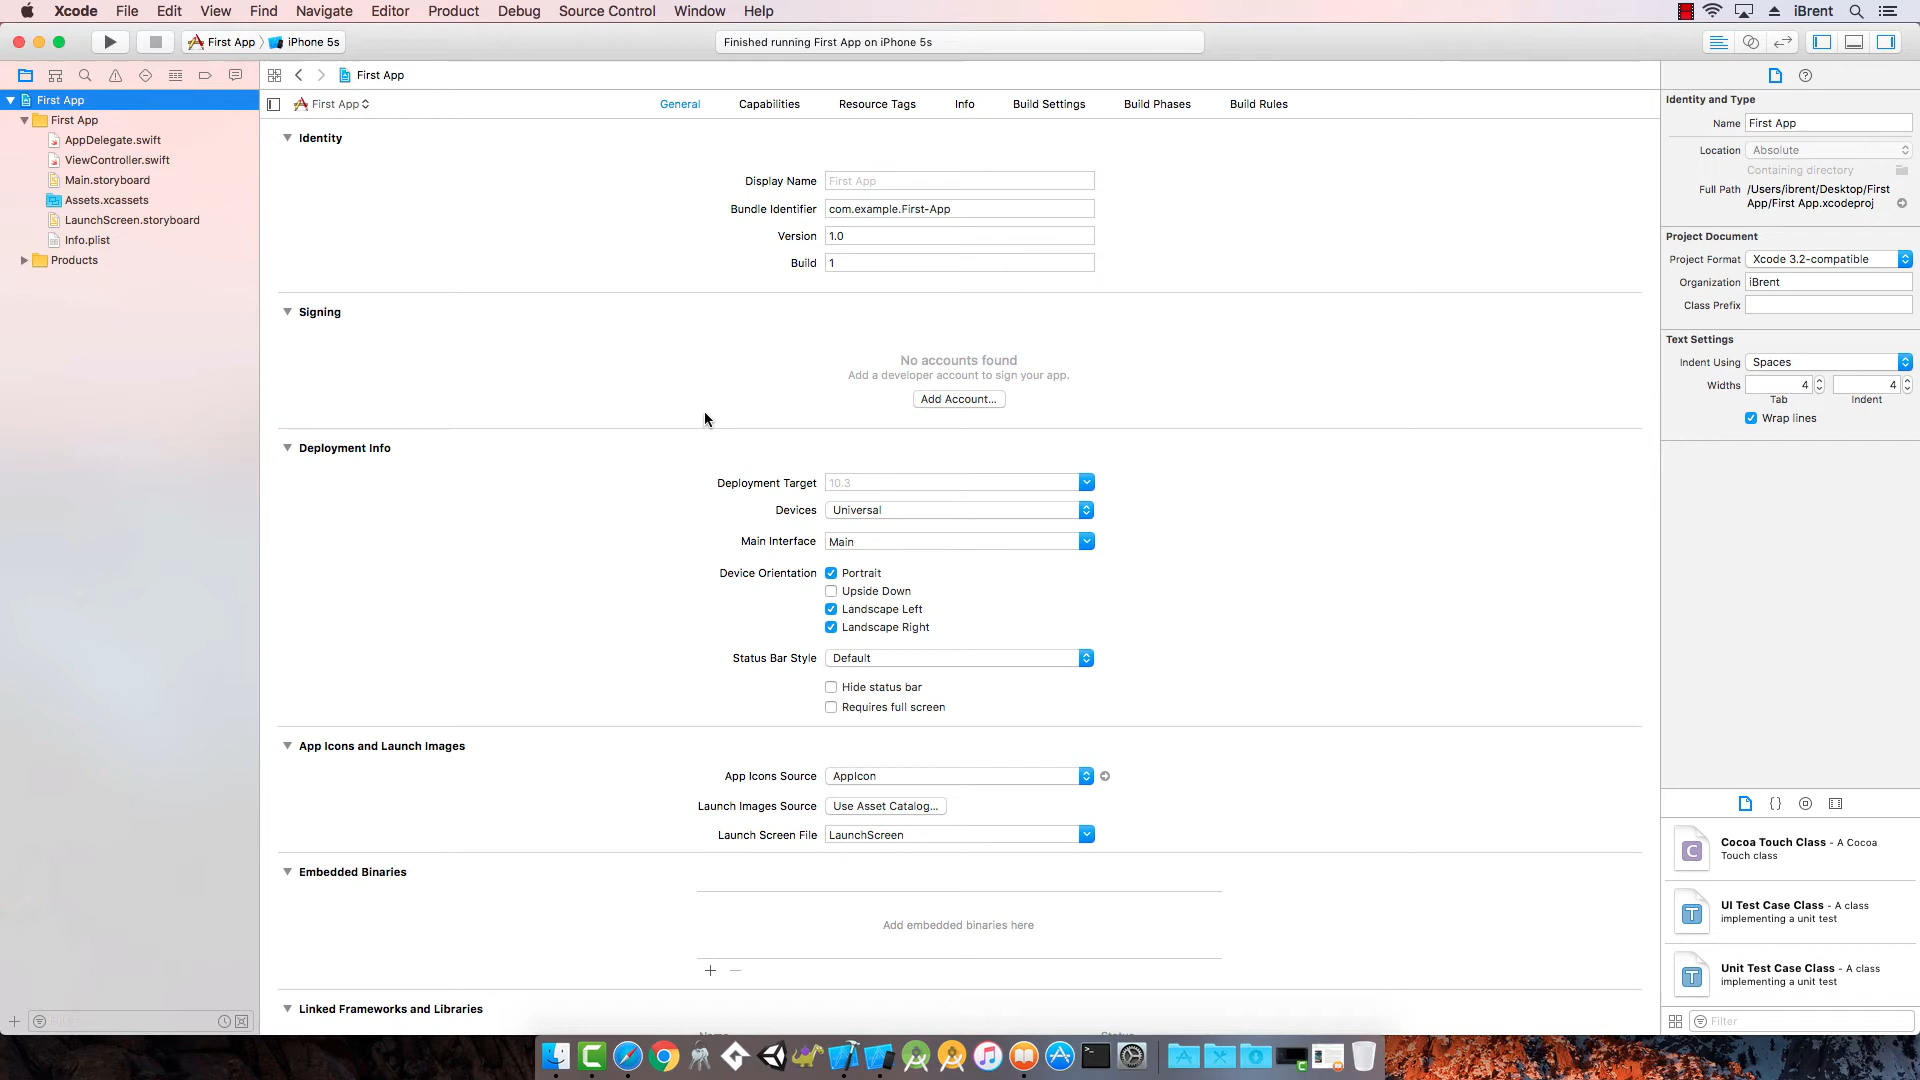 Xcode File Edit View Find Navigate Editor Product Debug Source Control Window Help iBrent
First App iPhone 5s Finished running First App on iPhone 5s
First App
First App
First App
AppDelegate.swift
ViewController.swift
Main.storyboard
Assets.xcassets
LaunchScreen.storyboard
Info.plist
Products
First App General Capabilities Resource Tags Info Build Settings Build Phases Build Rules
Identity
Display Name First App
Bundle Identifier com.example.First-App
Version 1.0
Build 1
Signing
No accounts found
Add a developer account to sign your app.
Add Account...
Deployment Info
Deployment Target 10.3
Devices Universal
Main Interface Main
Device Orientation Portrait
Upside Down
Landscape Left
Landscape Right
Status Bar Style Default
Hide status bar
Requires full screen
App Icons and Launch Images
App Icons Source AppIcon
Launch Images Source Use Asset Catalog...
Launch Screen File LaunchScreen
Embedded Binaries
Add embedded binaries here
Linked Frameworks and Libraries
Name Status
Identity and Type
Name First App
Location Absolute
Containing directory
Full Path /Users/ibrent/Desktop/First
App/First App.xcodeproj
Project Document
Project Format Xcode 3.2-compatible
Organization iBrent
Class Prefix
Text Settings
Indent Using Spaces
Widths 4 4
Tab Indent
Wrap lines
Cocoa Touch Class - A Cocoa
Touch class
UI Test Case Class - A class
implementing a unit test
Unit Test Case Class - A class
implementing a unit test
Filter
Filter